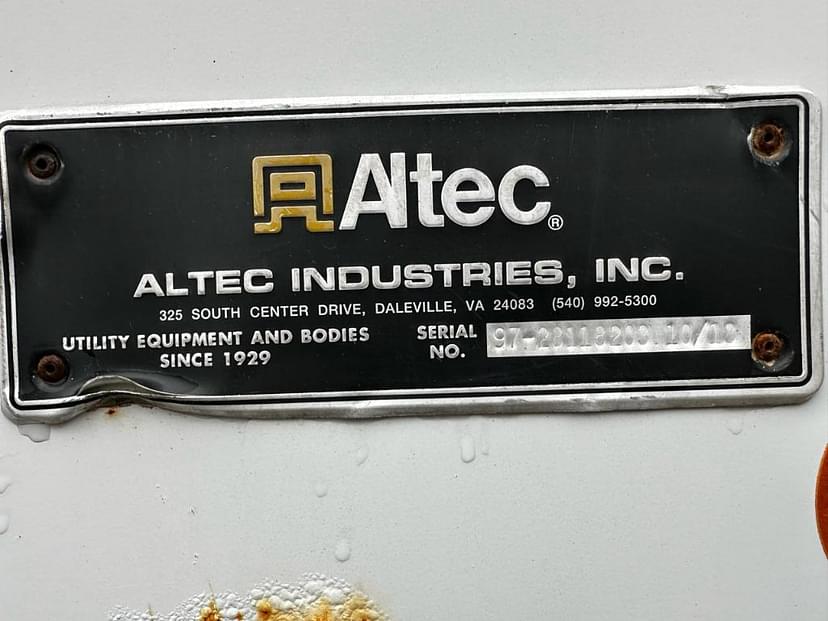 Altec®
ALTEC INDUSTRIES, INC.
325 SOUTH CENTER DRIVE, DALEVILLE, VA 24083 (540) 992-5300
UTILITY EQUIPMENT AND BODIES
SINCE 1929
SERIAL
NO.